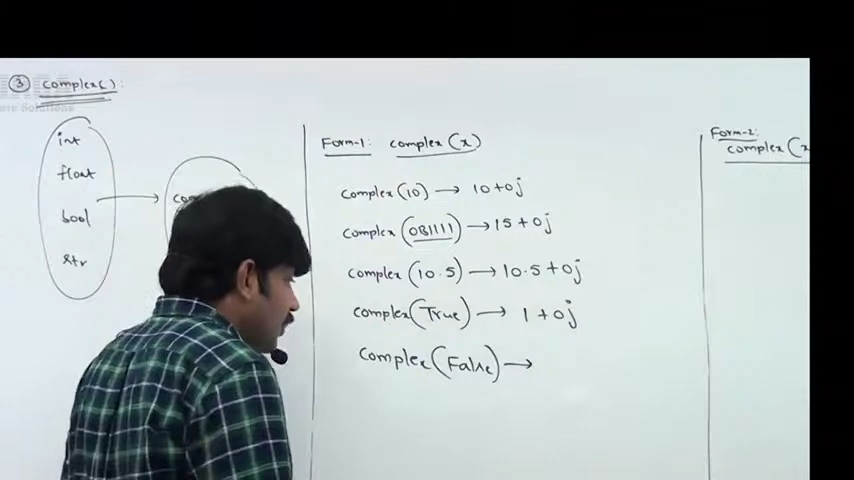 ③ complex():
int
float
bool
str
Form-1: complex(x)
complex(10) → 10+0j
complex(0B1111) → 15+0j
complex(10.5) → 10.5+0j
complex(True) → 1+0j
complex(False) →
Form-2:
complex(x